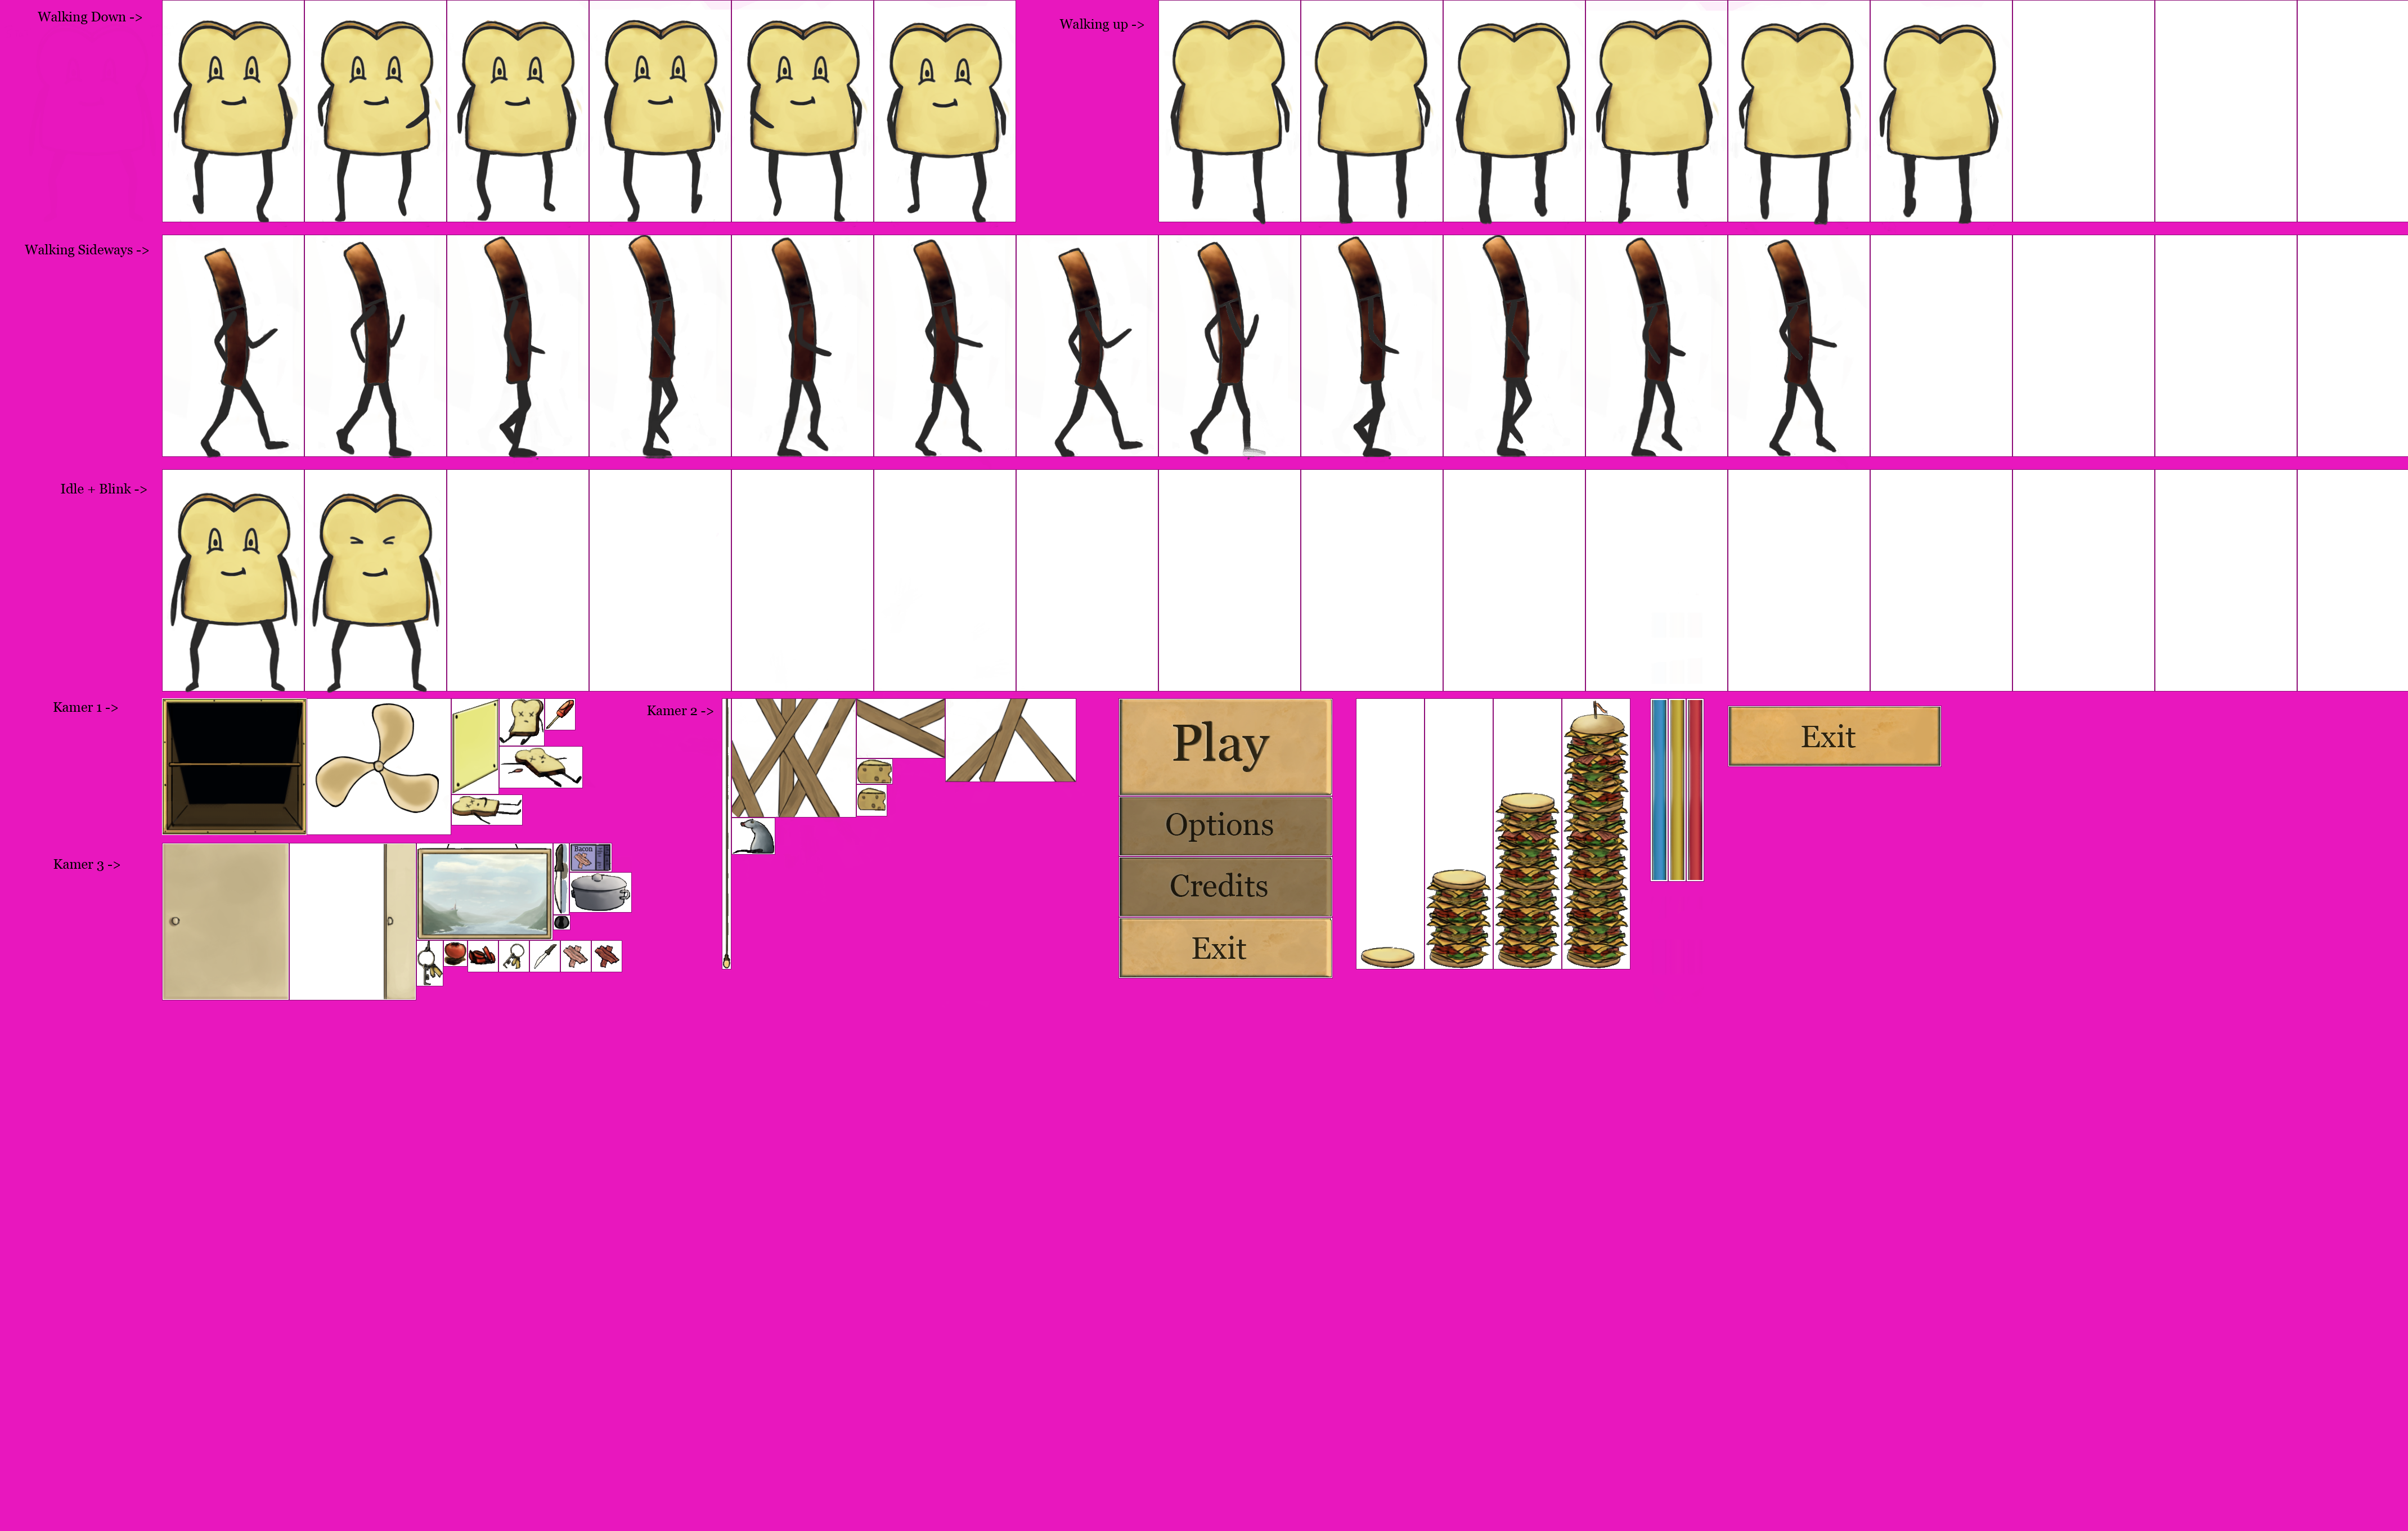 Walking Down ->
Walking up ->
Walking Sideways ->
Idle + Blink ->
Kamer 1 ->
Kamer 2 ->
Play
Options
Credits
Exit
Exit
Kamer 3 ->
Bacon